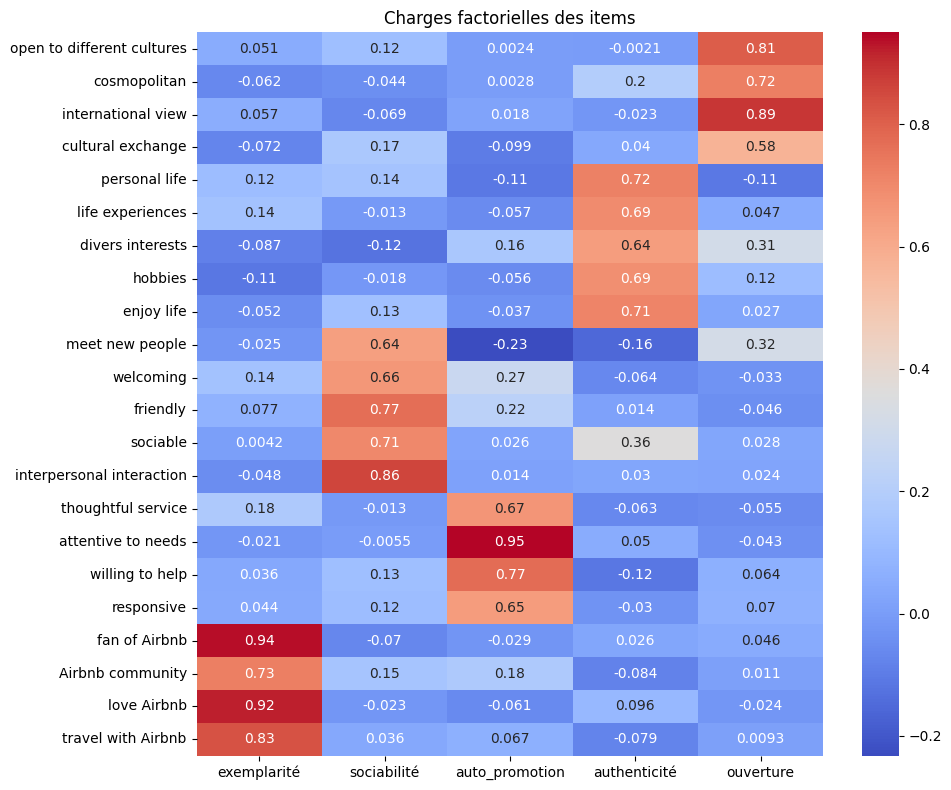 Charges factorielles des items
open to different cultures 0.051 0.12 0.0024 -0.0021 0.81
cosmopolitan -0.062 -0.044 0.0028 0.2 0.72
international view 0.057 -0.069 0.018 -0.023 0.89
cultural exchange -0.072 0.17 -0.099 0.04 0.58
personal life 0.12 0.14 -0.11 0.72 -0.11
life experiences 0.14 -0.013 -0.057 0.69 0.047
divers interests -0.087 -0.12 0.16 0.64 0.31
hobbies -0.11 -0.018 -0.056 0.69 0.12
enjoy life -0.052 0.13 -0.037 0.71 0.027
meet new people -0.025 0.64 -0.23 -0.16 0.32
welcoming 0.14 0.66 0.27 -0.064 -0.033
friendly 0.077 0.77 0.22 0.014 -0.046
sociable 0.0042 0.71 0.026 0.36 0.028
interpersonal interaction -0.048 0.86 0.014 0.03 0.024
thoughtful service 0.18 -0.013 0.67 -0.063 -0.055
attentive to needs -0.021 -0.0055 0.95 0.05 -0.043
willing to help 0.036 0.13 0.77 -0.12 0.064
responsive 0.044 0.12 0.65 -0.03 0.07
fan of Airbnb 0.94 -0.07 -0.029 0.026 0.046
Airbnb community 0.73 0.15 0.18 -0.084 0.011
love Airbnb 0.92 -0.023 -0.061 0.096 -0.024
travel with Airbnb 0.83 0.036 0.067 -0.079 0.0093
exemplarité sociabilité auto_promotion authenticité ouverture
0.8
0.6
0.4
0.2
0.0
−0.2